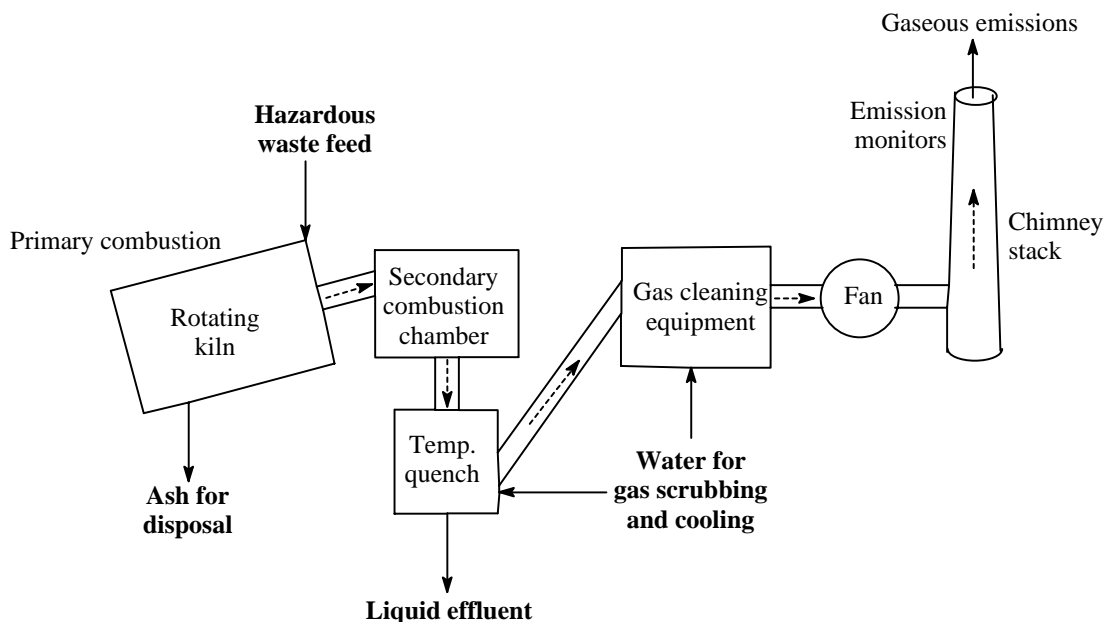 Gaseous emissions
Emission
monitors
Hazardous
waste feed
Chimney
stack
Primary combustion
Rotating
kiln
Secondary
combustion
chamber
Gas cleaning
equipment
Fan
Temp.
quench
Water for
gas scrubbing
and cooling
Ash for
disposal
Liquid effluent